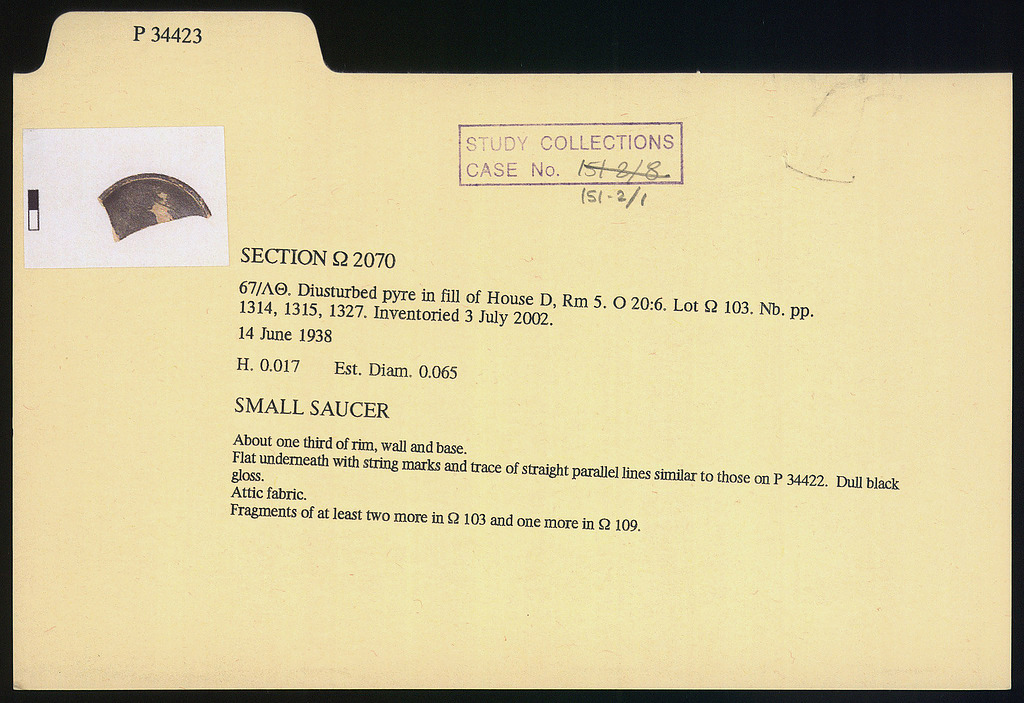 P 34423
STUDY COLLECTIONS
CASE No. 151-2/8
151-2/1
SECTION Ω 2070
67/ΛΘ. Diusturbed pyre in fill of House D, Rm 5. O 20:6. Lot Ω 103. Nb. pp.
1314, 1315, 1327. Inventoried 3 July 2002.
14 June 1938
H. 0.017 Est. Diam. 0.065
SMALL SAUCER
About one third of rim, wall and base.
Flat underneath with string marks and trace of straight parallel lines similar to those on P 34422. Dull black
gloss.
Attic fabric.
Fragments of at least two more in Ω 103 and one more in Ω 109.